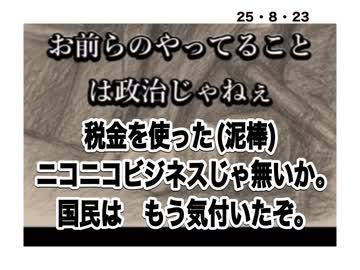 25・8・23
お前らのやってること
は政治じゃねぇ
税金を使った(泥棒)
ニコニコビジネスじゃ無いか。
国民は　もう気付いたぞ。